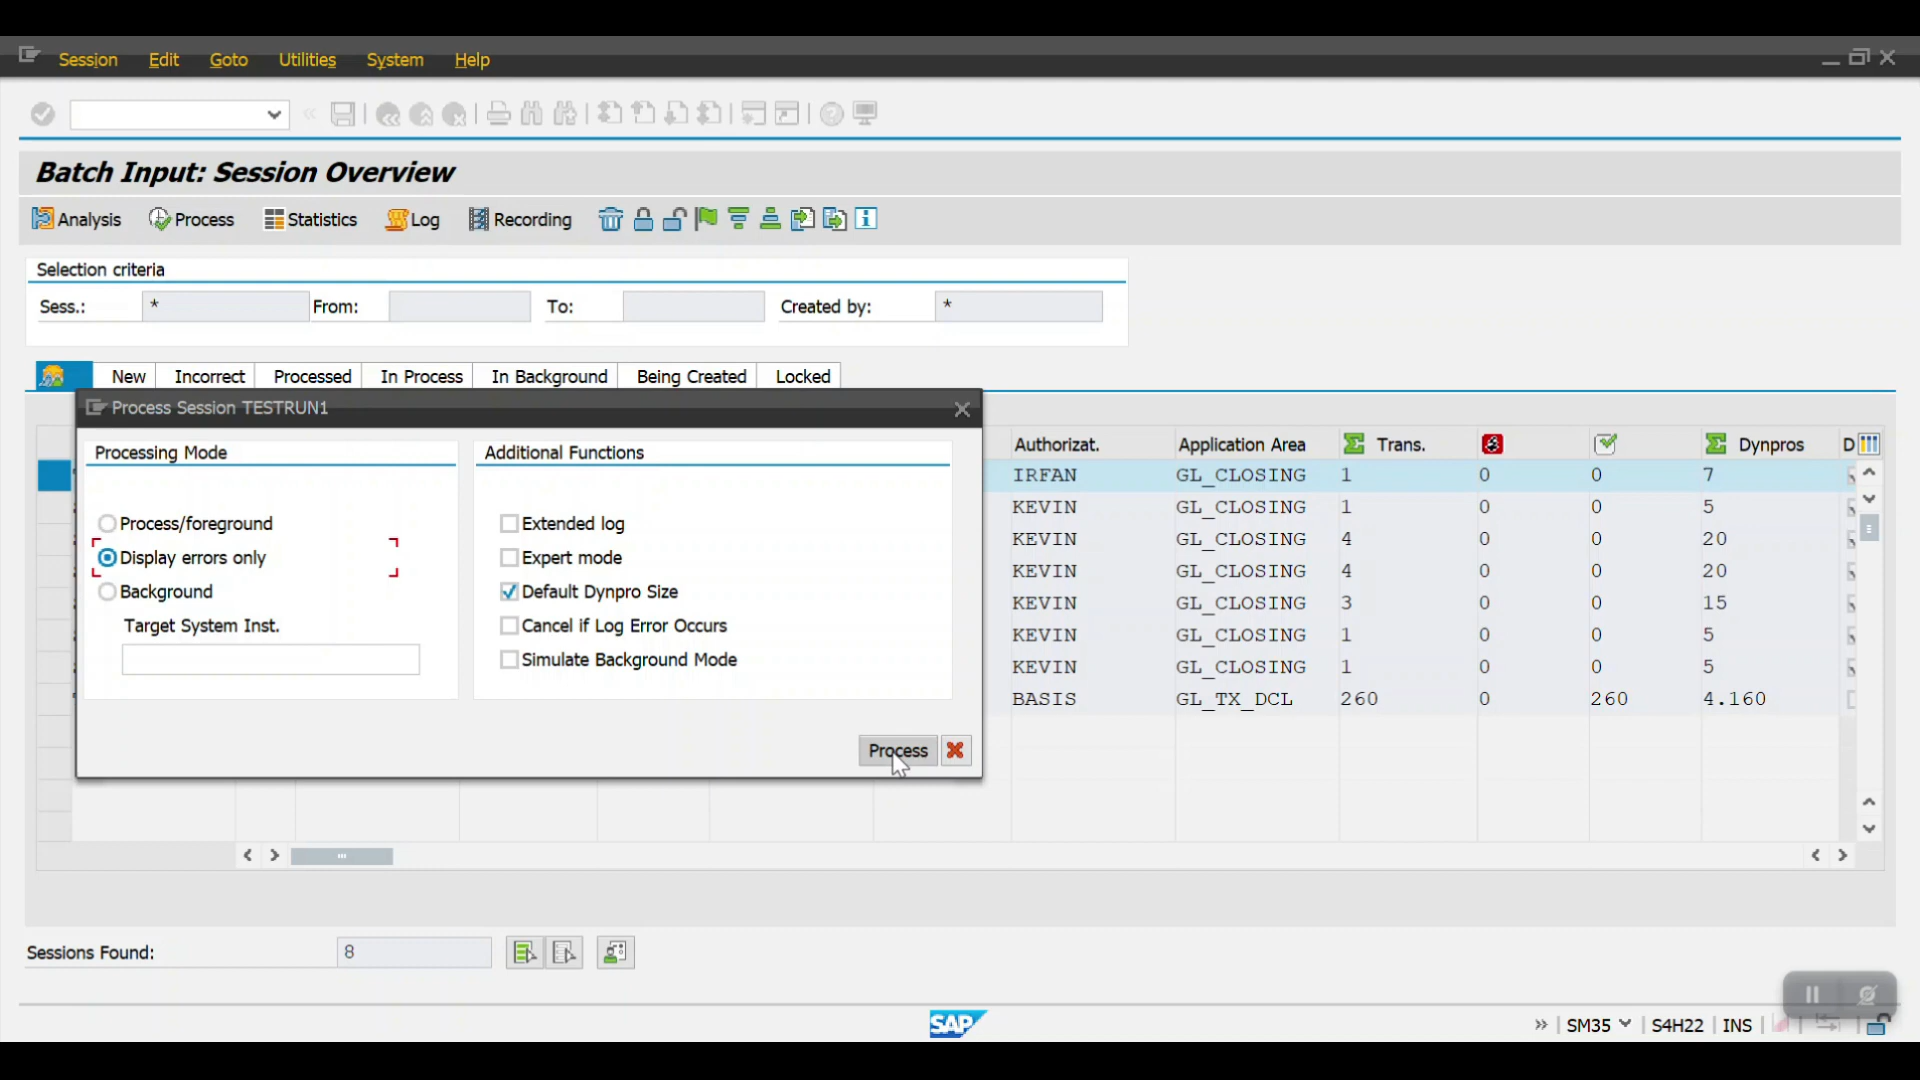 Session Edit Goto Utilities System Help
Batch Input: Session Overview
Analysis Process Statistics Log Recording
Selection criteria
Sess.: * From: To: Created by: *
New Incorrect Processed In Process In Background Being Created Locked
Process Session TESTRUN1
Processing Mode
Process/foreground
Display errors only
Background
Target System Inst.
Additional Functions
Extended log
Expert mode
Default Dynpro Size
Cancel if Log Error Occurs
Simulate Background Mode
Process
Authorizat. Application Area Trans. Dynpros D
IRFAN GL_CLOSING 1 0 0 7
KEVIN GL_CLOSING 1 0 0 5
KEVIN GL_CLOSING 4 0 0 20
KEVIN GL_CLOSING 4 0 0 20
KEVIN GL_CLOSING 3 0 0 15
KEVIN GL_CLOSING 1 0 0 5
KEVIN GL_CLOSING 1 0 0 5
BASIS GL_TX_DCL 260 0 260 4.160
Sessions Found: 8
SAP
SM35 S4H22 INS